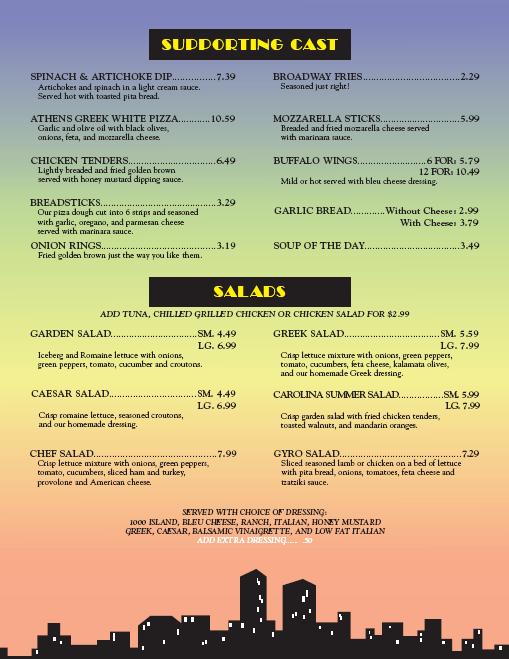 SUPPORTING CAST
SPINACH & ARTICHOKE DIP................7.39
Artichokes and spinach in a light cream sauce.
Served hot with toasted pita bread.
ATHENS GREEK WHITE PIZZA...........10.59
Garlic and olive oil with black olives,
onions, feta, and mozzarella cheese.
CHICKEN TENDERS.............................6.49
Lightly breaded and fried golden brown
served with honey mustard dipping sauce.
BREADSTICKS......................................3.29
Our pizza dough cut into 6 strips and seasoned
with garlic, oregano, and parmesan cheese
served with marinara sauce.
ONION RINGS.....................................3.19
Fried golden brown just the way you like them.
BROADWAY FRIES................................2.29
Seasoned just right!
MOZZARELLA STICKS..........................5.99
Breaded and fried mozzarella cheese served
with marinara sauce.
BUFFALO WINGS.......................6 FOR: 5.79
12 FOR: 10.49
Mild or hot served with bleu cheese dressing.
GARLIC BREAD...........Without Cheese: 2.99
With Cheese: 3.79
SOUP OF THE DAY...............................3.49
SALADS
ADD TUNA, CHILLED GRILLED CHICKEN OR CHICKEN SALAD FOR $2.99
GARDEN SALAD............................SM. 4.49
LG. 6.99
Iceberg and Romaine lettuce with onions,
green peppers, tomato, cucumber and croutons.
CAESAR SALAD.............................SM. 4.49
LG. 6.99
Crisp romaine lettuce, seasoned croutons,
and our homemade dressing.
CHEF SALAD......................................7.99
Crisp lettuce mixture with onions, green peppers,
tomato, cucumbers, sliced ham and turkey,
provolone and American cheese.
GREEK SALAD...............................SM. 5.59
LG. 7.99
Crisp lettuce mixture with onions, green peppers,
tomato, cucumbers, feta cheese, kalamata olives,
and our homemade Greek dressing.
CAROLINA SUMMER SALAD...............SM. 5.99
LG. 7.99
Crisp garden salad with fried chicken tenders,
toasted walnuts, and mandarin oranges.
GYRO SALAD.....................................7.29
Sliced seasoned lamb or chicken on a bed of lettuce
with pita bread, onions, tomatoes, feta cheese and
tzatziki sauce.
SERVED WITH CHOICE OF DRESSING:
1000 ISLAND, BLEU CHEESE, RANCH, ITALIAN, HONEY MUSTARD
GREEK, CAESAR, BALSAMIC VINAIGRETTE, AND LOW FAT ITALIAN
ADD EXTRA DRESSING..... .50